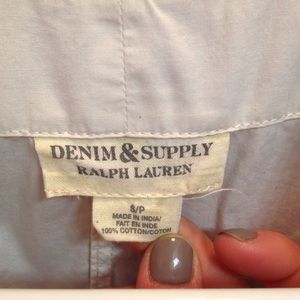 DENIM & SUPPLY
RALPH LAUREN
S/P
MADE IN INDIA/
FAIT EN INDE
100% COTTON/COTON